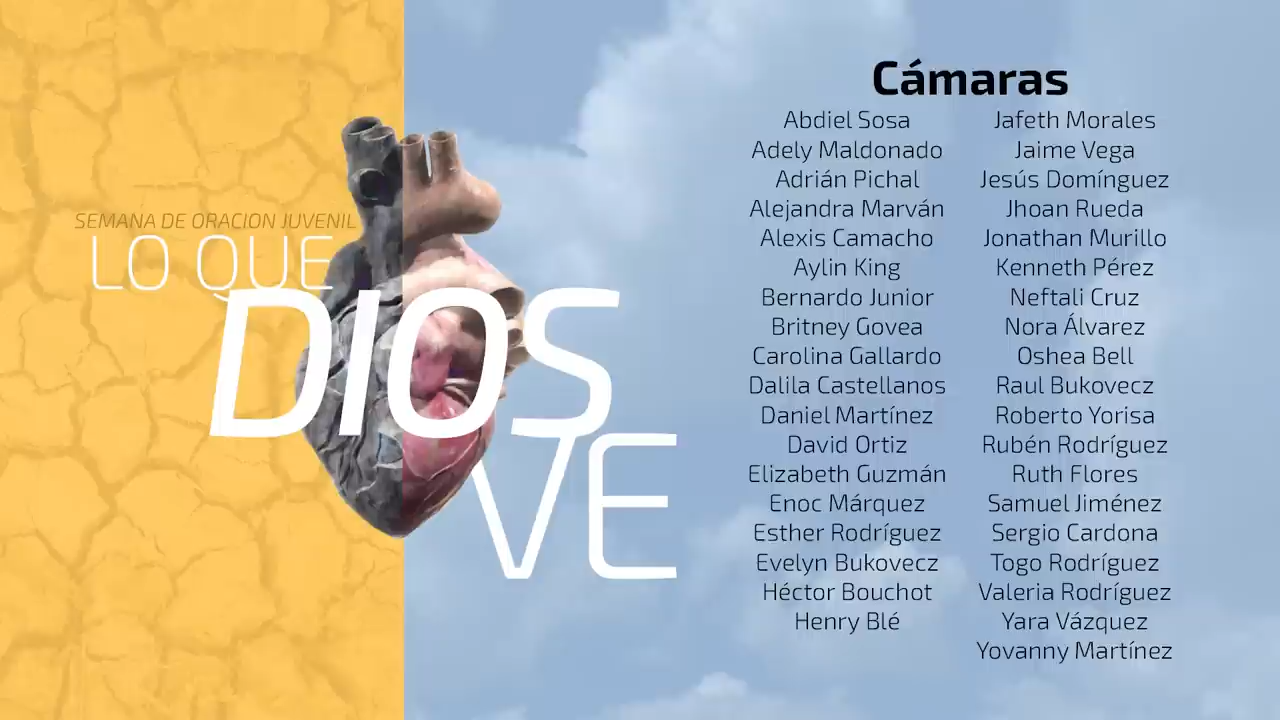 SEMANA DE ORACION JUVENIL
LO QUE
DIOS
VE
Cámaras
Abdiel Sosa
Adely Maldonado
Adrián Pichal
Alejandra Marván
Alexis Camacho
Aylin King
Bernardo Junior
Britney Govea
Carolina Gallardo
Dalila Castellanos
Daniel Martínez
David Ortiz
Elizabeth Guzmán
Enoc Márquez
Esther Rodríguez
Evelyn Bukovecz
Héctor Bouchot
Henry Blé
Jafeth Morales
Jaime Vega
Jesús Domínguez
Jhoan Rueda
Jonathan Murillo
Kenneth Pérez
Neftali Cruz
Nora Álvarez
Oshea Bell
Raul Bukovecz
Roberto Yorisa
Rubén Rodríguez
Ruth Flores
Samuel Jiménez
Sergio Cardona
Togo Rodríguez
Valeria Rodríguez
Yara Vázquez
Yovanny Martínez